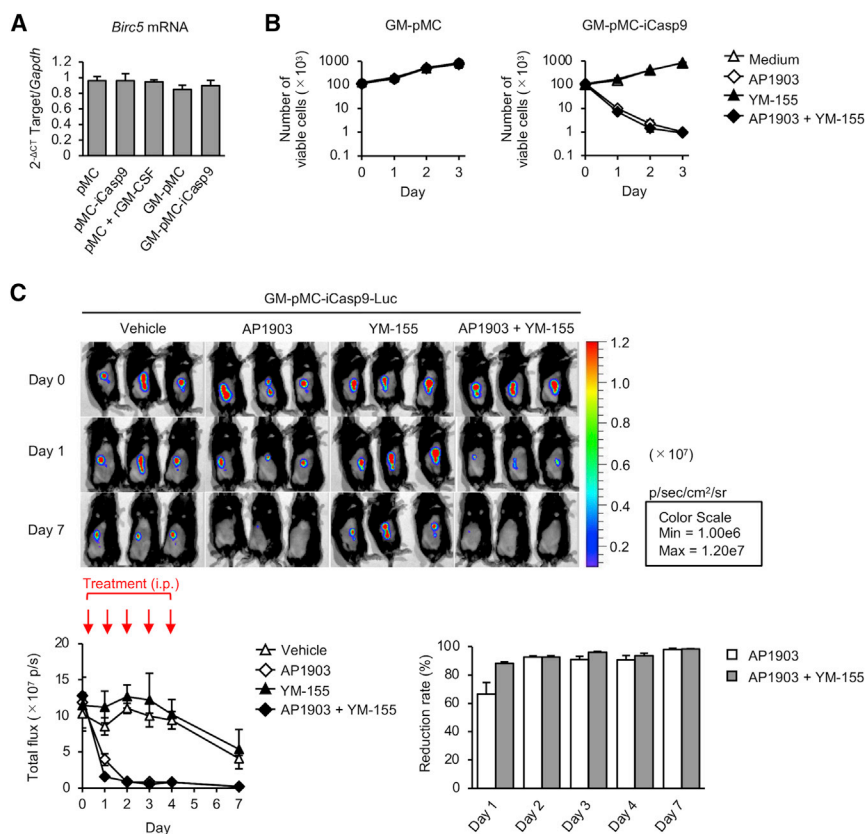 A
Birc5 mRNA
2-ΔCT Target/Gapdh
1.2
1
0.8
0.6
0.4
0.2
0
pMC
pMC-iCasp9
pMC + rGM-CSF
GM-pMC
GM-pMC-iCasp9
B
GM-pMC
Number of
viable cells (×10³)
1000
100
10
1
0.1
0 1 2 3
Day
GM-pMC-iCasp9
Number of
viable cells (×10³)
1000
100
10
1
0.1
0 1 2 3
Day
Medium
AP1903
YM-155
AP1903 + YM-155
C
GM-pMC-iCasp9-Luc
Vehicle AP1903 YM-155 AP1903 + YM-155
Day 0
Day 1
Day 7
1.2
1.0
0.8
0.6
0.4
0.2
(×10⁷)
p/sec/cm²/sr
Color Scale
Min = 1.00e6
Max = 1.20e7
Treatment (i.p.)
Total flux (×10⁷ p/s)
20
15
10
5
0
0 1 2 3 4 7
Day
Vehicle
AP1903
YM-155
AP1903 + YM-155
Reduction rate (%)
100
80
60
40
20
0
Day 1
Day 2
Day 3
Day 4
Day 7
AP1903
AP1903 + YM-155